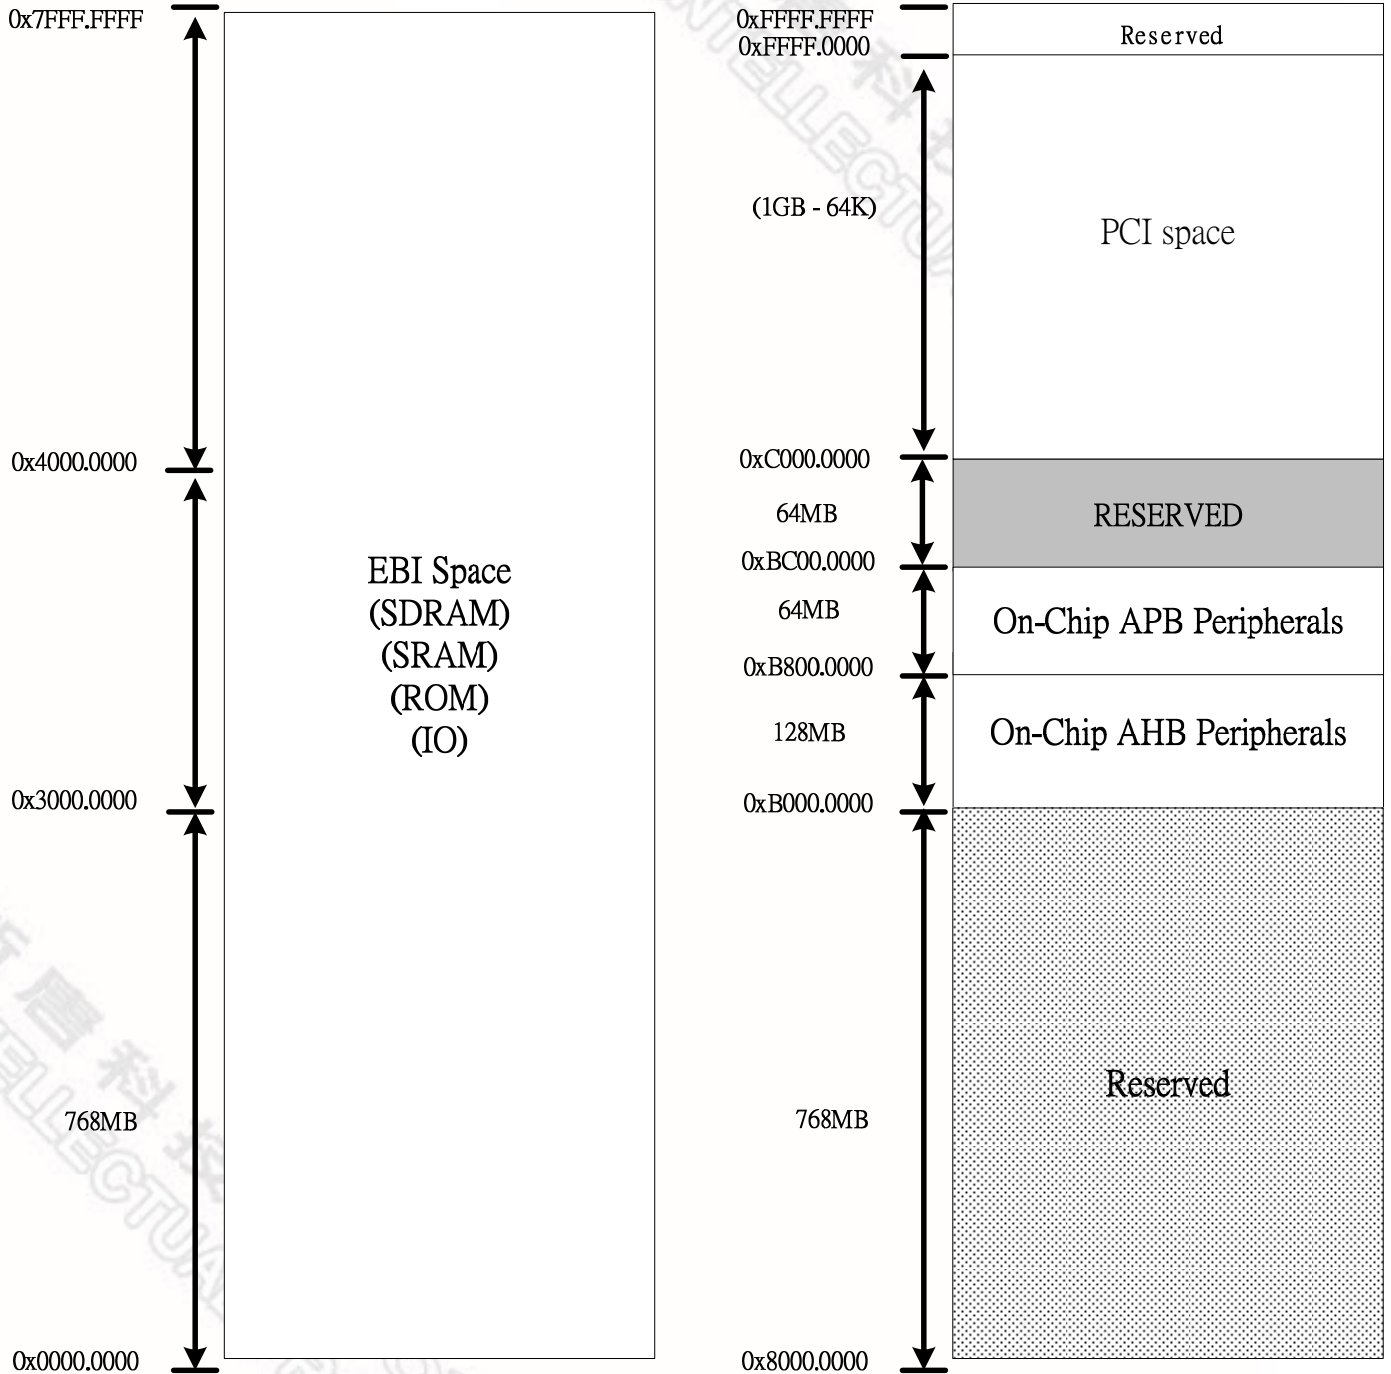 0x7FFF.FFFF
0x4000.0000
0x3000.0000
768MB
0x0000.0000
EBI Space
(SDRAM)
(SRAM)
(ROM)
(IO)
0xFFFF.FFFF
0xFFFF.0000
Reserved
(1GB - 64K)
PCI space
0xC000.0000
64MB
RESERVED
0xBC00.0000
64MB
On-Chip APB Peripherals
0xB800.0000
128MB
On-Chip AHB Peripherals
0xB000.0000
768MB
Reserved
0x8000.0000